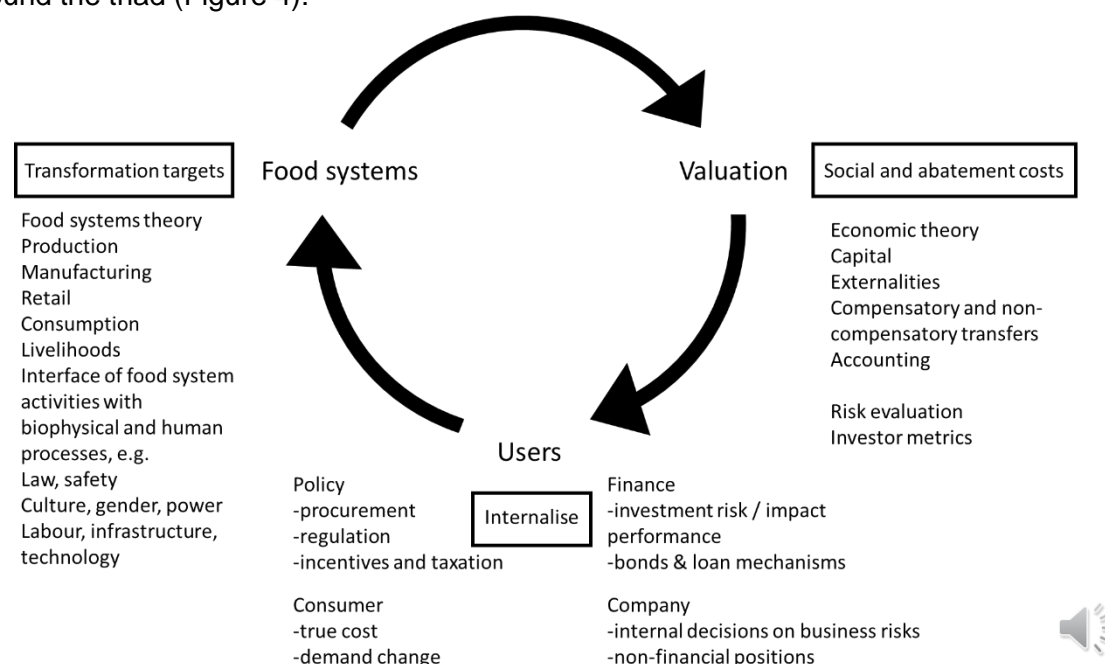 the triad (Figure 4).
Transformation targets
Food systems
Valuation
Social and abatement costs
Food systems theory
Production
Manufacturing
Retail
Consumption
Livelihoods
Interface of food system
activities with
biophysical and human
processes, e.g.
Law, safety
Culture, gender, power
Labour, infrastructure,
technology
Economic theory
Capital
Externalities
Compensatory and non-
compensatory transfers
Accounting
Risk evaluation
Investor metrics
Users
Internalise
Policy
-procurement
-regulation
-incentives and taxation
Finance
-investment risk / impact
performance
-bonds & loan mechanisms
Consumer
-true cost
-demand change
Company
-internal decisions on business risks
-non-financial positions